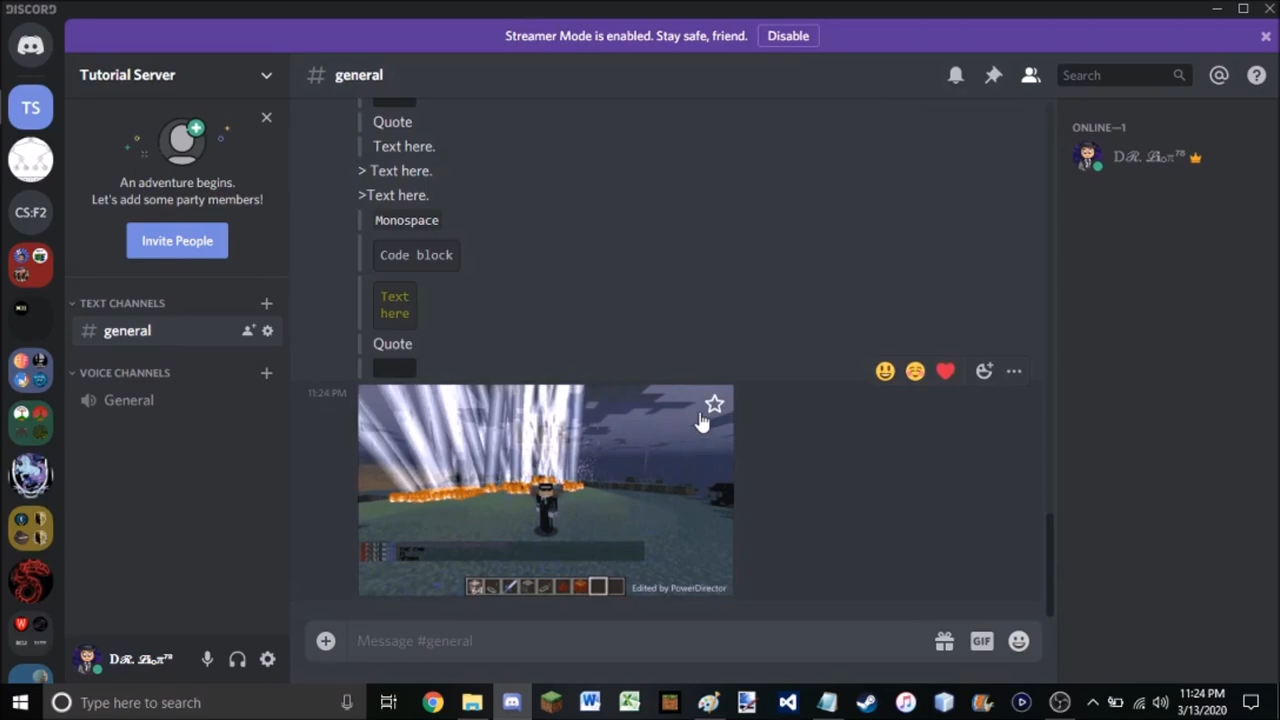 DISCORD
Streamer Mode is enabled. Stay safe, friend.
Disable
TS
CS:F2
Tutorial Server
An adventure begins.
Let's add some party members!
Invite People
TEXT CHANNELS
general
VOICE CHANNELS
General
general
Search
Quote
Text here.
> Text here.
>Text here.
Monospace
Code block
Text
here
Quote
11:24 PM
Edited by PowerDirector
Message #general
GIF
ONLINE—1
Type here to search
11:24 PM
3/13/2020